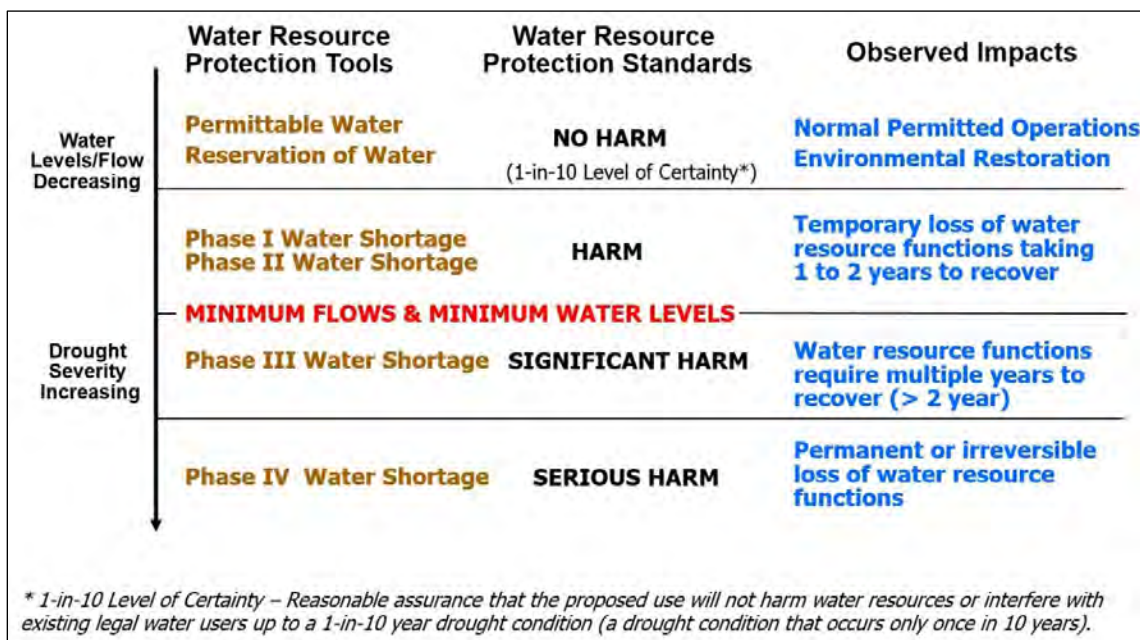 Water Resource
Protection Tools
Water Resource
Protection Standards
Observed Impacts
Water
Levels/Flow
Decreasing
Permittable Water
Reservation of Water
NO HARM
(1-in-10 Level of Certainty*)
Normal Permitted Operations
Environmental Restoration
Phase I Water Shortage
Phase II Water Shortage
HARM
Temporary loss of water
resource functions taking
1 to 2 years to recover
MINIMUM FLOWS & MINIMUM WATER LEVELS
Drought
Severity
Increasing
Phase III Water Shortage
SIGNIFICANT HARM
Water resource functions
require multiple years to
recover (> 2 year)
Phase IV Water Shortage
SERIOUS HARM
Permanent or irreversible
loss of water resource
functions
* 1-in-10 Level of Certainty – Reasonable assurance that the proposed use will not harm water resources or interfere with
existing legal water users up to a 1-in-10 year drought condition (a drought condition that occurs only once in 10 years).